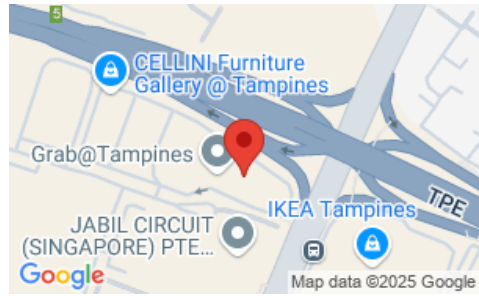 5
CELLINI Furniture
Gallery @ Tampines
Grab@Tampines
JABIL CIRCUIT
(SINGAPORE) PTE...
IKEA Tampines
TPE
Google
Map data ©2025 Google